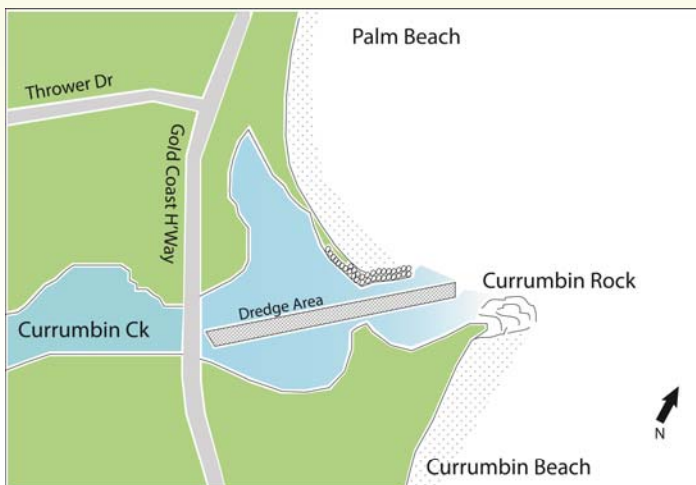 Palm Beach
Thrower Dr
Gold Coast H'Way
Currumbin Rock
Dredge Area
Currumbin Ck
N
Currumbin Beach